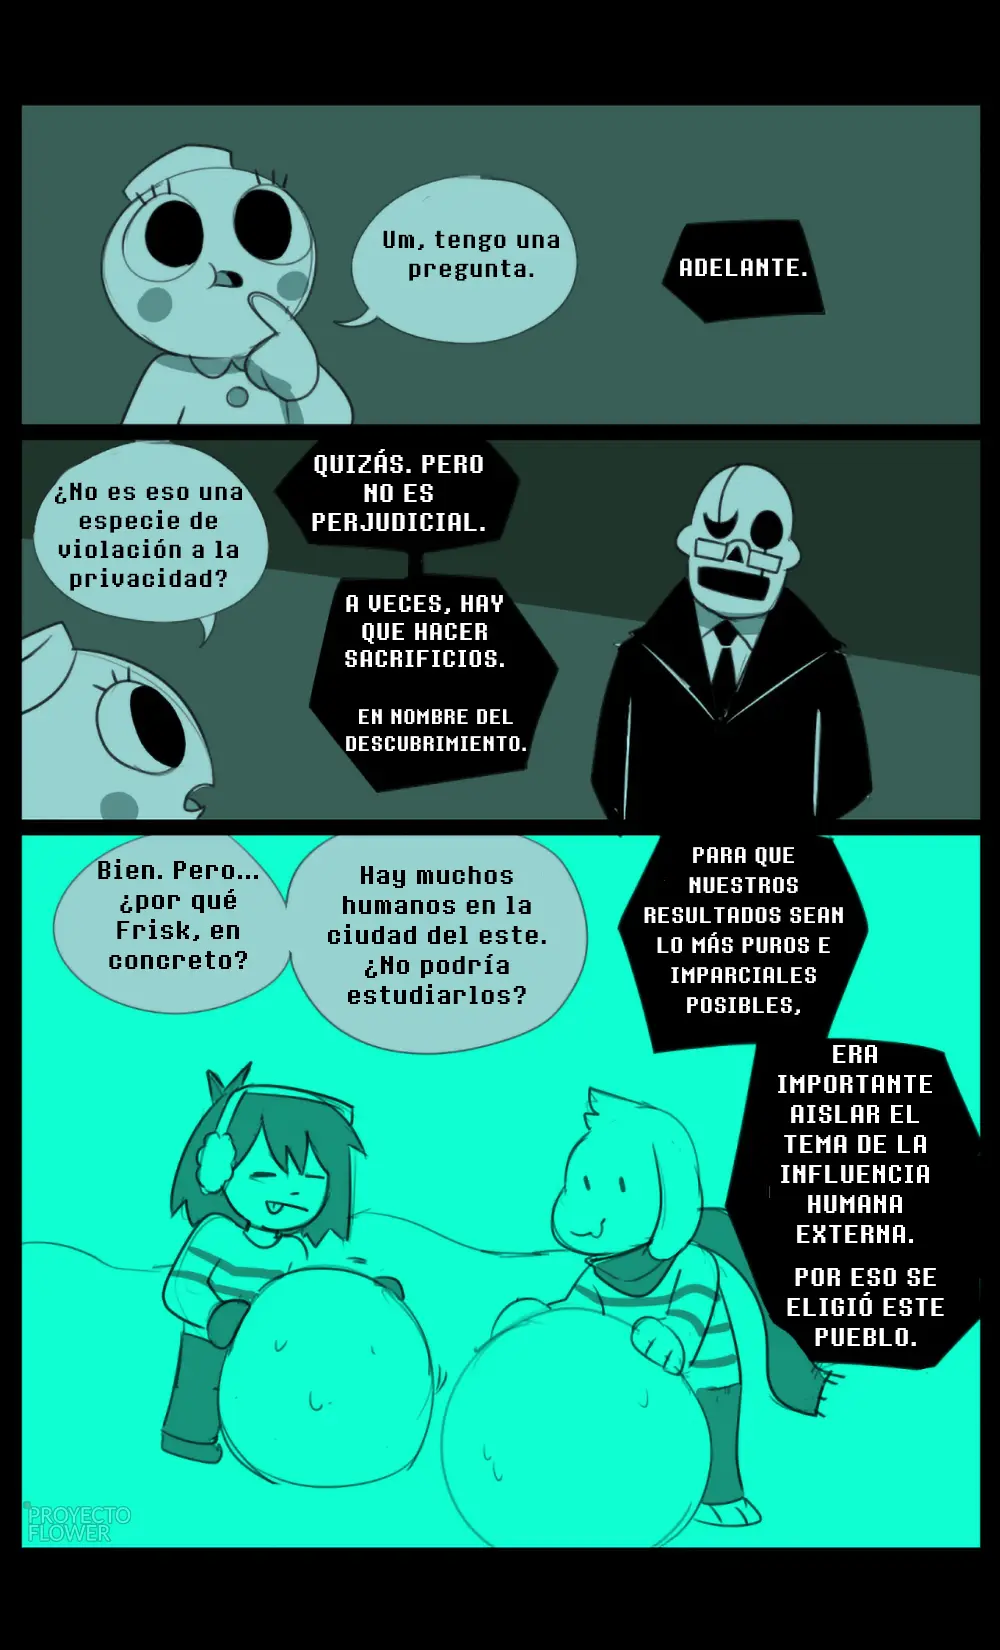 Um, tengo una
pregunta.
ADELANTE.
¿No es eso una
especie de
violación a la
privacidad?
QUIZÁS. PERO
NO ES
PERJUDICIAL.
A VECES, HAY
QUE HACER
SACRIFICIOS.
EN NOMBRE DEL
DESCUBRIMIENTO.
Bien. Pero...
¿por qué
Frisk, en
concreto?
Hay muchos
humanos en la
ciudad del este.
¿No podría
estudiarlos?
PARA QUE
NUESTROS
RESULTADOS SEAN
LO MÁS PUROS E
IMPARCIALES
POSIBLES,
ERA
IMPORTANTE
AISLAR EL
TEMA DE LA
INFLUENCIA
HUMANA
EXTERNA.
POR ESO SE
ELIGIÓ ESTE
PUEBLO.
PROYECTO
FLOWER